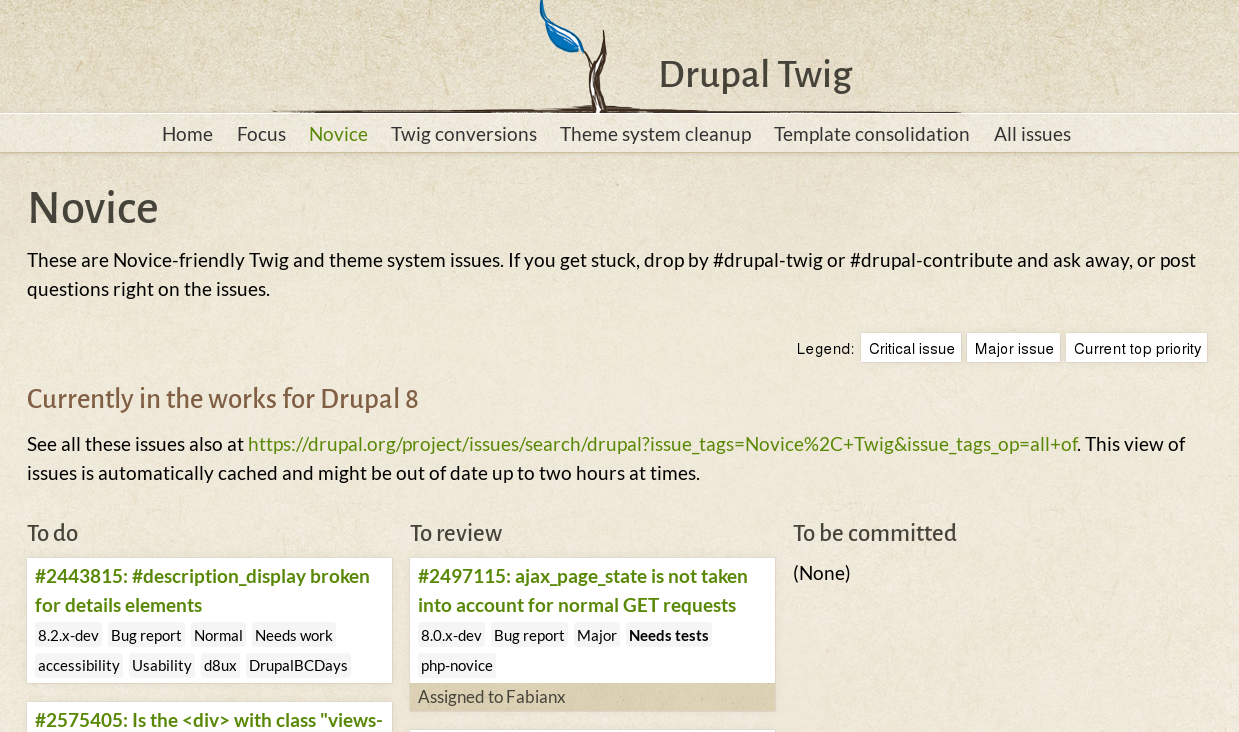 Drupal Twig
Home Focus Novice Twig conversions Theme system cleanup Template consolidation All issues
Novice
These are Novice-friendly Twig and theme system issues. If you get stuck, drop by #drupal-twig or #drupal-contribute and ask away, or post
questions right on the issues.
Legend: Critical issue Major issue Current top priority
Currently in the works for Drupal 8
See all these issues also at https://drupal.org/project/issues/search/drupal?issue_tags=Novice%2C+Twig&issue_tags_op=all+of. This view of
issues is automatically cached and might be out of date up to two hours at times.
To do
#2443815: #description_display broken
for details elements
8.2.x-dev Bug report Normal Needs work
accessibility Usability d8ux DrupalBCDays
#2575405: Is the <div> with class "views-
To review
#2497115: ajax_page_state is not taken
into account for normal GET requests
8.0.x-dev Bug report Major Needs tests
php-novice
Assigned to Fabianx
To be committed
(None)